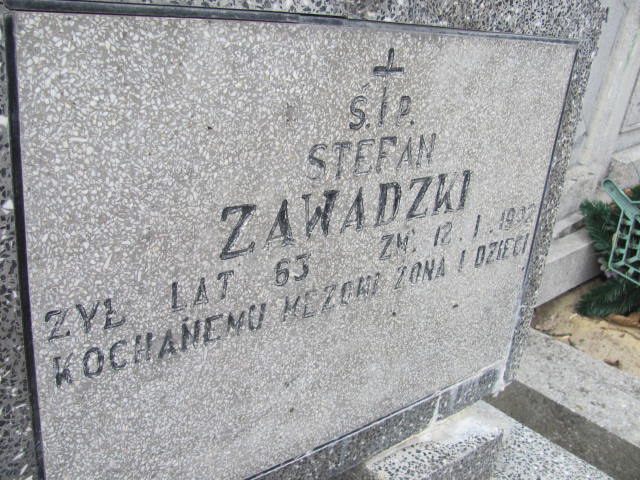 Ś.†P.
STEFAN
ZAWADZKI
ŻYŁ LAT 63 ZM. 12.I.1992
KOCHANEMU MĘŻOWI ŻONA I DZIECI